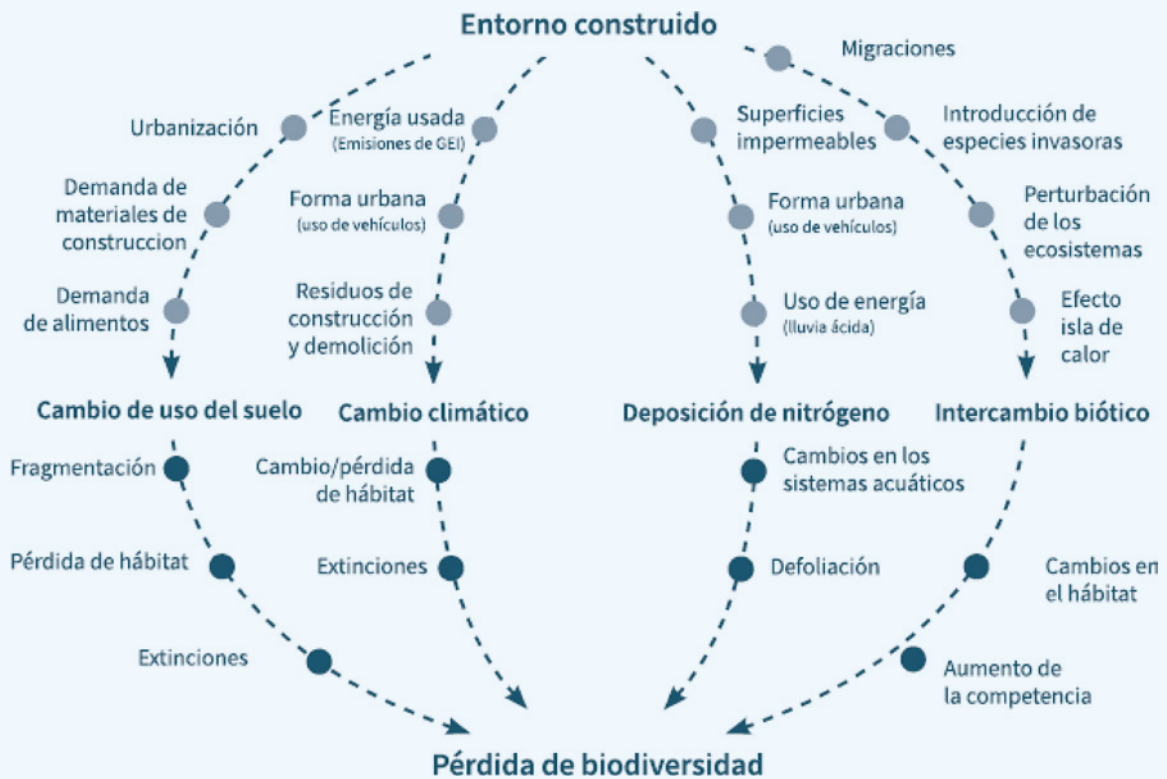 Entorno construido
Urbanización
Demanda de
materiales de
construccion
Demanda
de alimentos
Cambio de uso del suelo
Fragmentación
Pérdida de hábitat
Extinciones
Energía usada
(Emisiones de GEI)
Forma urbana
(uso de vehículos)
Residuos de
construcción
y demolición
Cambio climático
Cambio/pérdida
de hábitat
Extinciones
Superficies
impermeables
Forma urbana
(uso de vehículos)
Uso de energía
(lluvia ácida)
Deposición de nitrógeno
Cambios en los
sistemas acuáticos
Defoliación
Migraciones
Introducción de
especies invasoras
Perturbación
de los
ecosistemas
Efecto
isla de
calor
Intercambio biótico
Cambios en
el hábitat
Aumento de
la competencia
Pérdida de biodiversidad